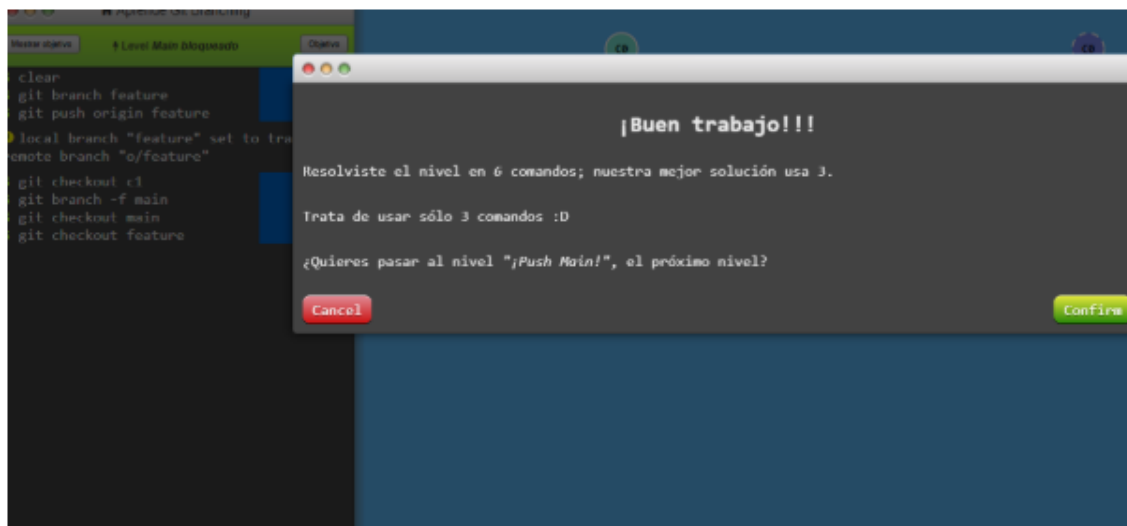 Aprende Git Branching
Mostrar objetivo
Level Main bloqueado
Objetivo
C0
C0
$ clear
$ git branch feature
$ git push origin feature
local branch "feature" set to tra
remote branch "o/feature"
$ git checkout c1
$ git branch -f main
$ git checkout main
$ git checkout feature
¡Buen trabajo!!!
Resolviste el nivel en 6 comandos; nuestra mejor solución usa 3.
Trata de usar sólo 3 comandos :D
¿Quieres pasar al nivel "¡Push Main!", el próximo nivel?
Cancel
Confirm